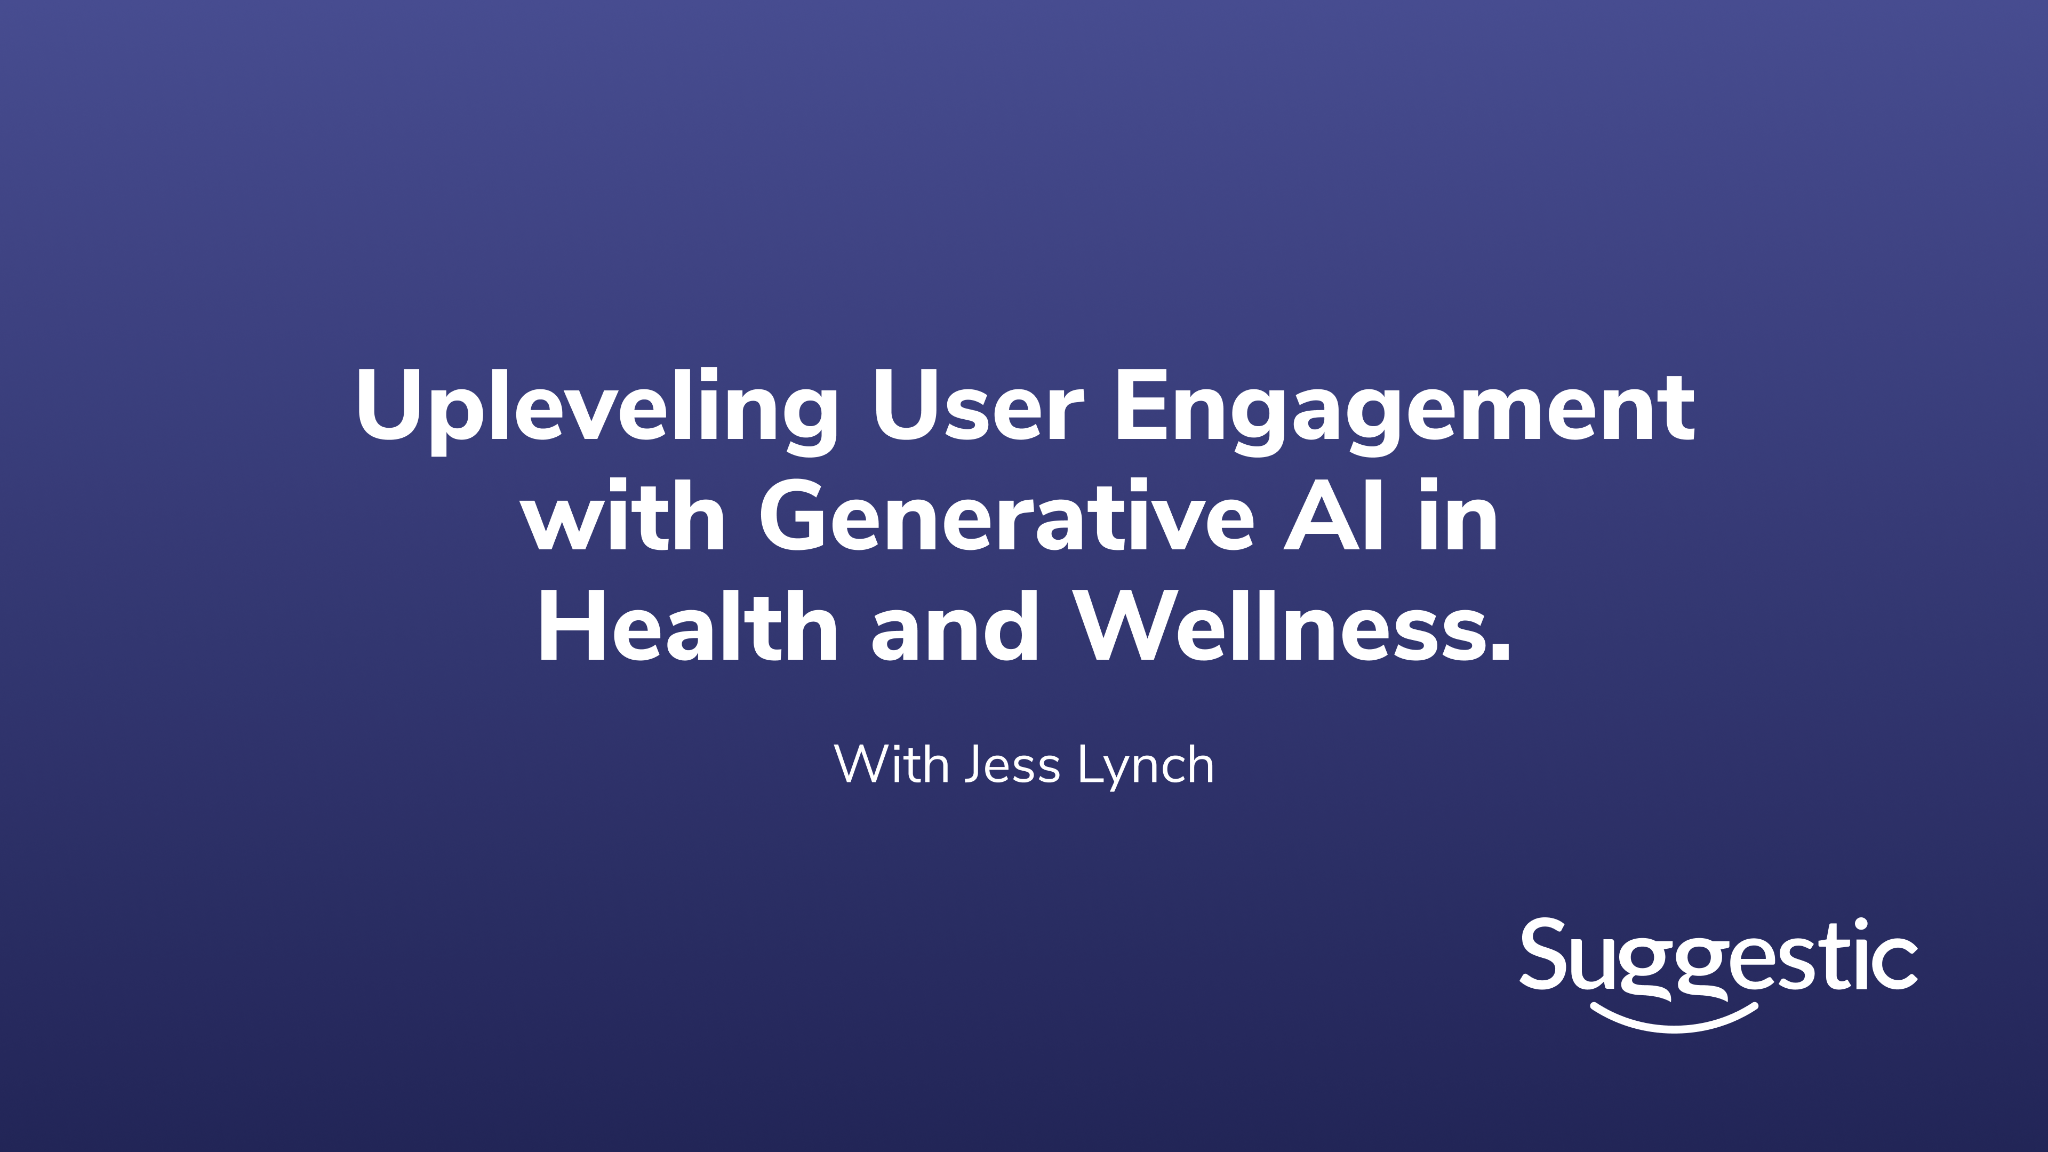 Upleveling User Engagement
with Generative AI in
Health and Wellness.
With Jess Lynch
Suggestic